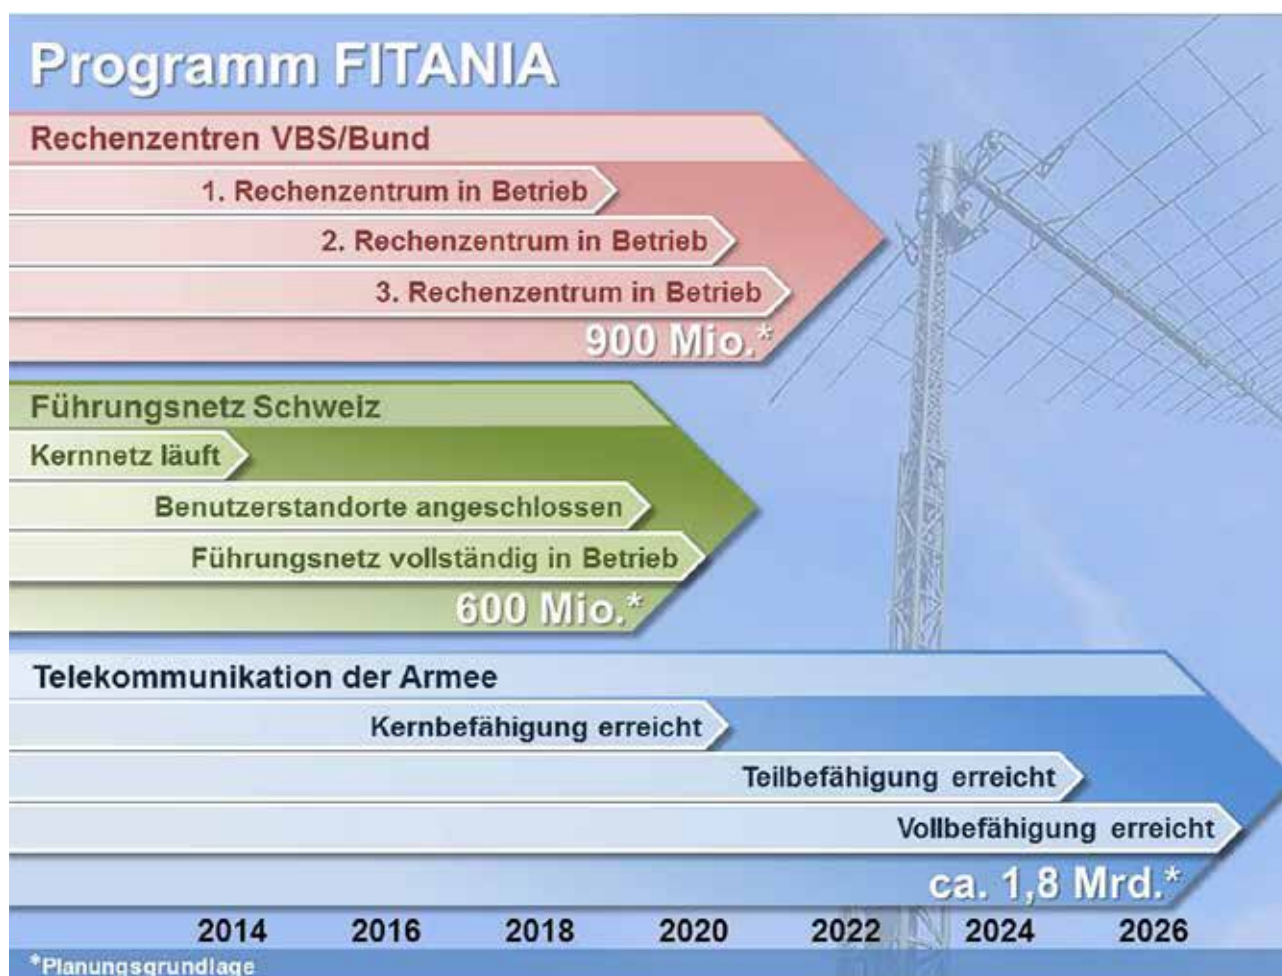 Programm FITANIA
Rechenzentren VBS/Bund
1. Rechenzentrum in Betrieb
2. Rechenzentrum in Betrieb
3. Rechenzentrum in Betrieb
900 Mio.*
Führungsnetz Schweiz
Kernnetz läuft
Benutzerstandorte angeschlossen
Führungsnetz vollständig in Betrieb
600 Mio.*
Telekommunikation der Armee
Kernbefähigung erreicht
Teilbefähigung erreicht
Vollbefähigung erreicht
ca. 1,8 Mrd.*
2014 2016 2018 2020 2022 2024 2026
*Planungsgrundlage